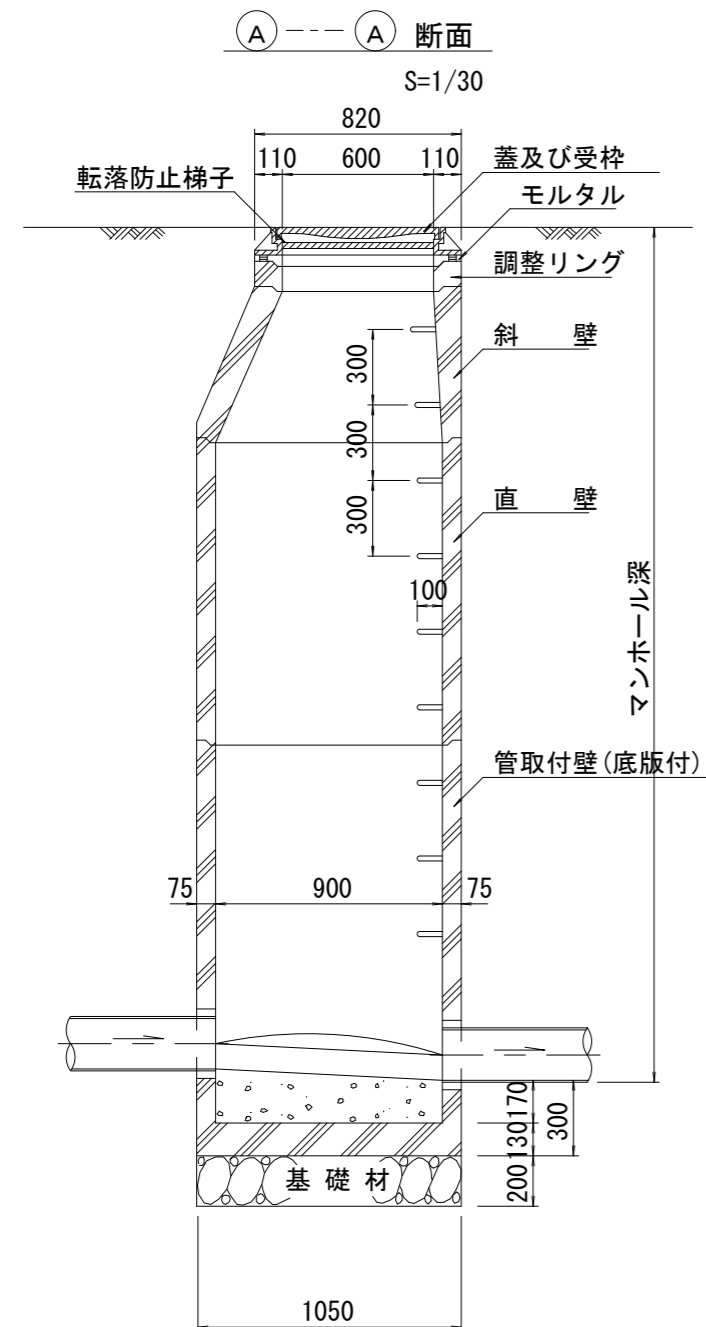 A A 断面
S=1/30
820
110 600 110
転落防止梯子
蓋及び受枠
モルタル
調整リング
斜 壁
300
300
300
直 壁
100
マンホール深
管取付壁(底版付)
75 900 75
170
130
300
200
基礎材
1050